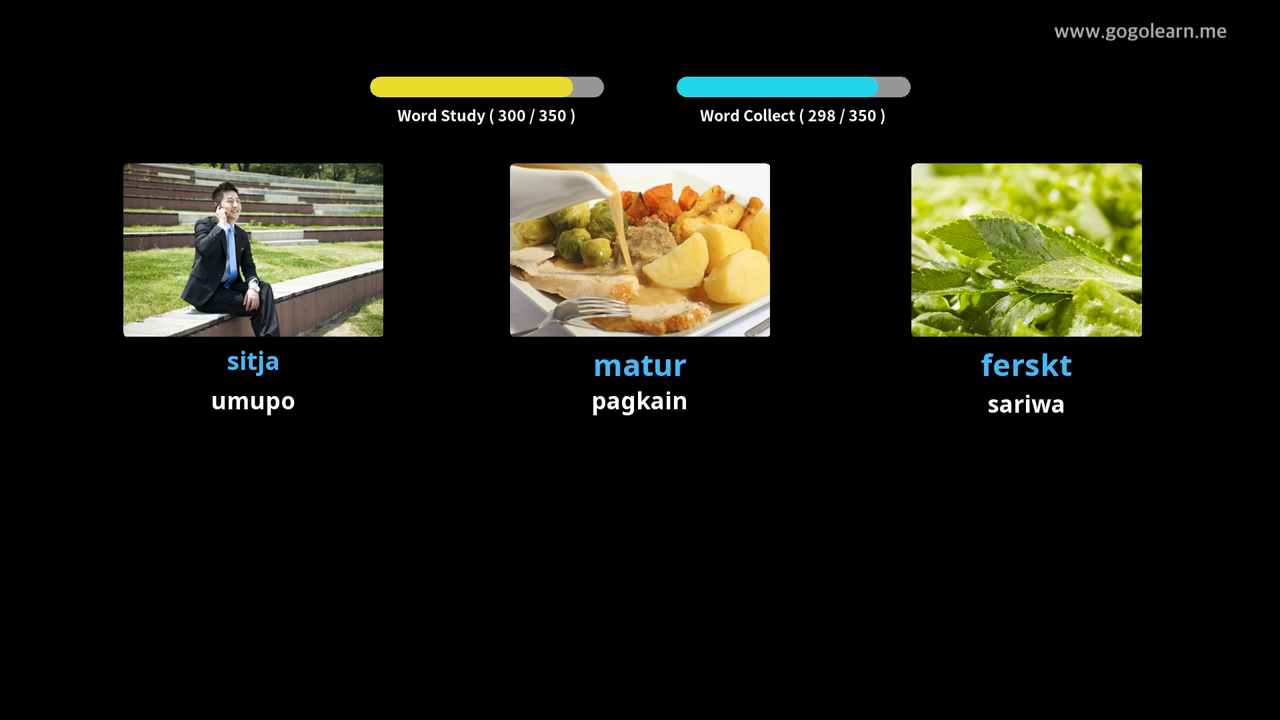 www.gogolearn.me
Word Study ( 300 / 350 )
Word Collect ( 298 / 350 )
sitja
umupo
matur
pagkain
ferskt
sariwa